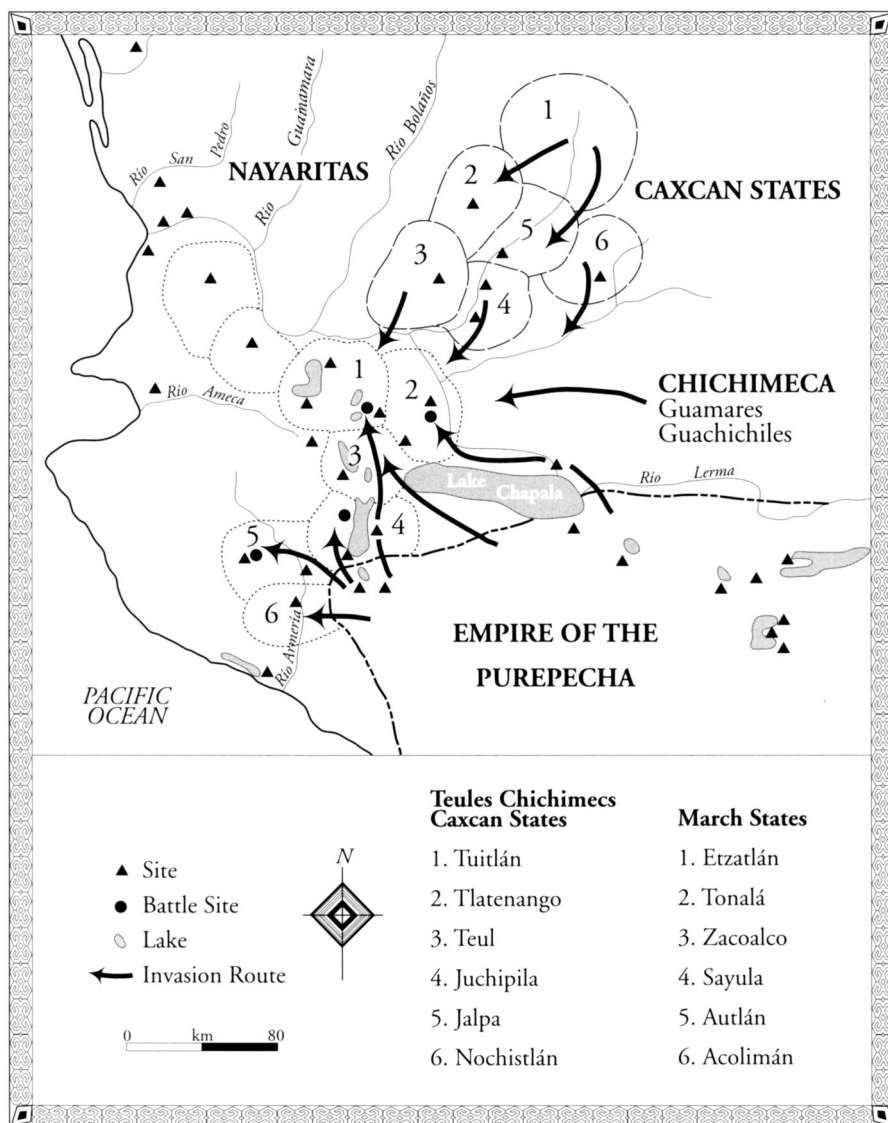 Río San Pedro
Río Guainamara
Río Bolaños
NAYARITAS
1
2
CAXCAN STATES
5
6
3
4
1
2
CHICHIMECA
Guamares
Guachichiles
Río Ameca
3
Lake Chapala
Río Lerma
4
5
6
EMPIRE OF THE
PUREPECHA
Río Armería
PACIFIC
OCEAN
Site
Battle Site
Lake
Invasion Route
0 km 80
N
Teules Chichimecs
Caxcan States
1. Tuitlán
2. Tlatenango
3. Teul
4. Juchipila
5. Jalpa
6. Nochistlán
March States
1. Etzatlán
2. Tonalá
3. Zacoalco
4. Sayula
5. Autlán
6. Acolimán